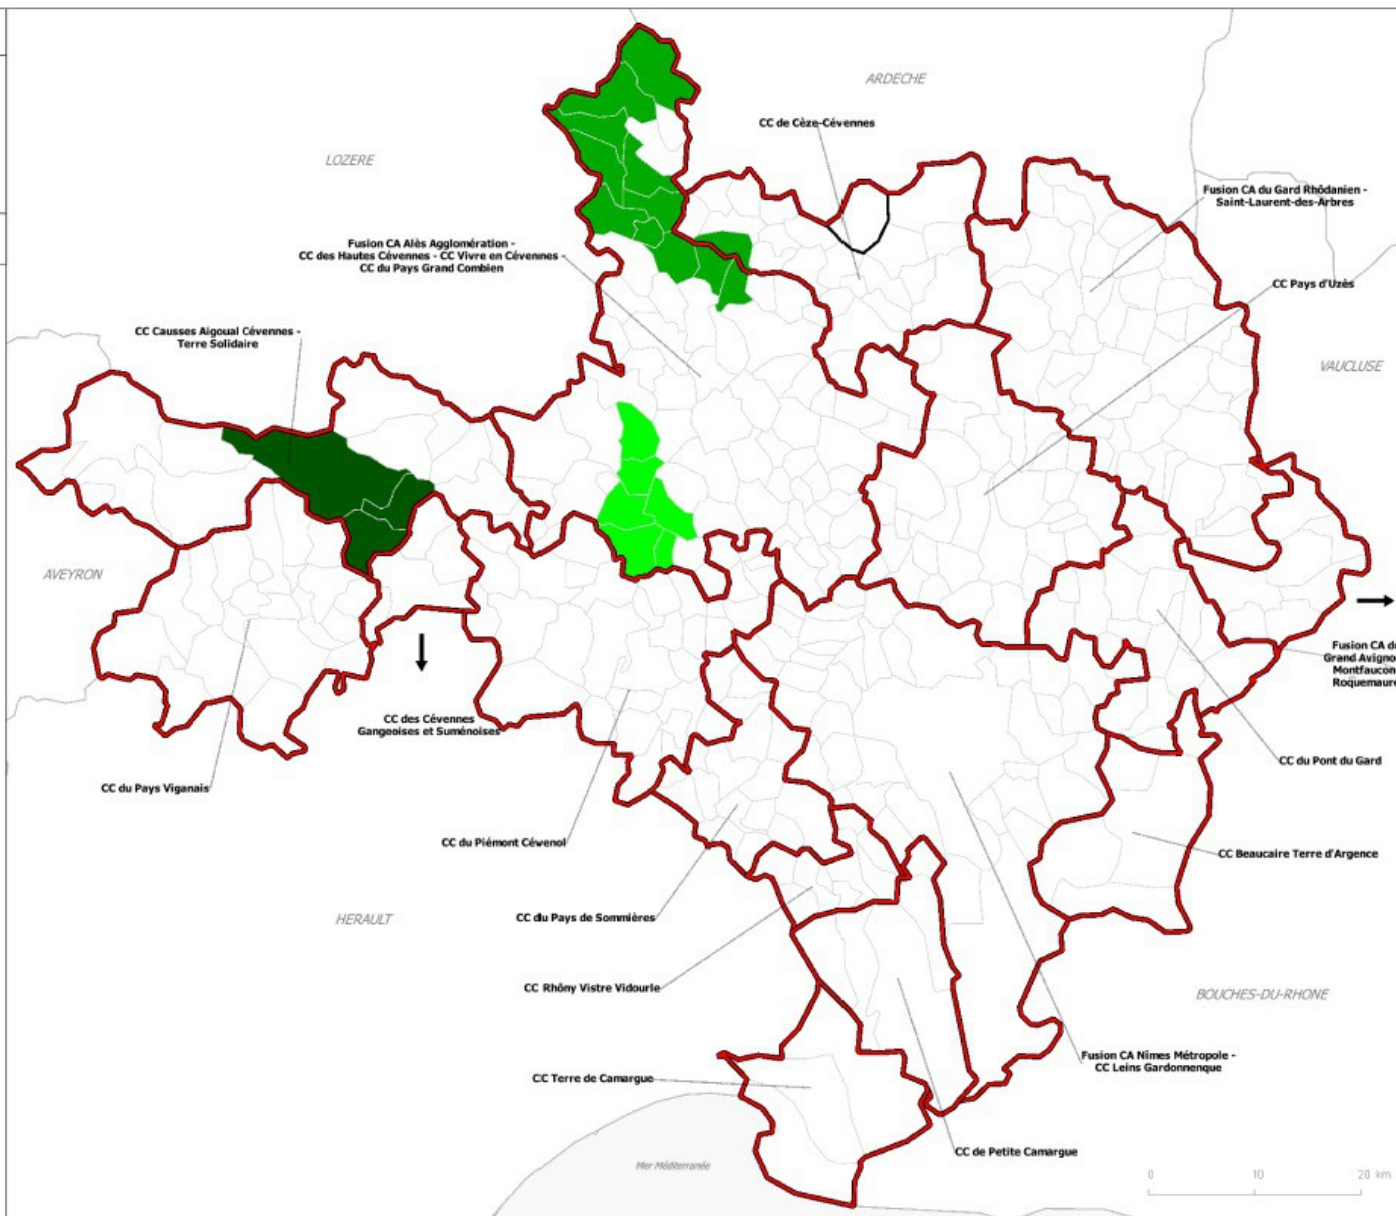 ARDECHE
CC de Cèze-Cévennes
LOZERE
Fusion CA du Gard Rhôdanien -
Saint-Laurent-des-Arbres
Fusion CA Alès Agglomération -
CC des Hautes Cévennes - CC Vivre en Cévennes -
CC du Pays Grand Combien
CC Pays d'Uzès
CC Causses Aigoual Cévennes -
Terre Solidaire
VAUCLUSE
AVEYRON
Fusion CA du
Grand Avigno
Montfaucon
Roquemaure
CC des Cévennes
Gangeoises et Suménoises
CC du Pont du Gard
CC du Pays Viganais
CC du Piémont Cévenol
CC Beaucaire Terre d'Argence
HERAULT
CC du Pays de Sommières
CC Rhôny Vistre Vidourle
BOUCHES-DU-RHONE
Fusion CA Nîmes Métropole -
CC Leins Gardonnenque
CC Terre de Camargue
CC de Petite Camargue
Mer Méditerranée
0 10 20 km